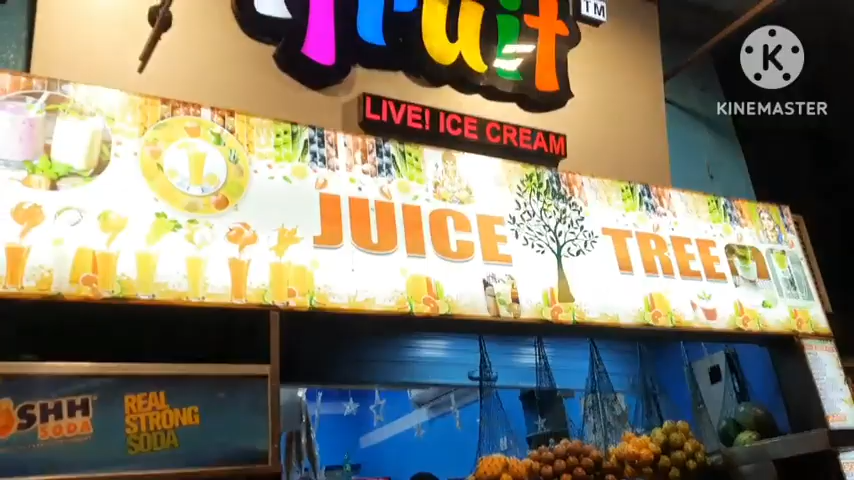 Fruit
TM
LIVE! ICE CREAM
KINEMASTER
JUICE TREE
SHH
SODA
REAL
STRONG
SODA